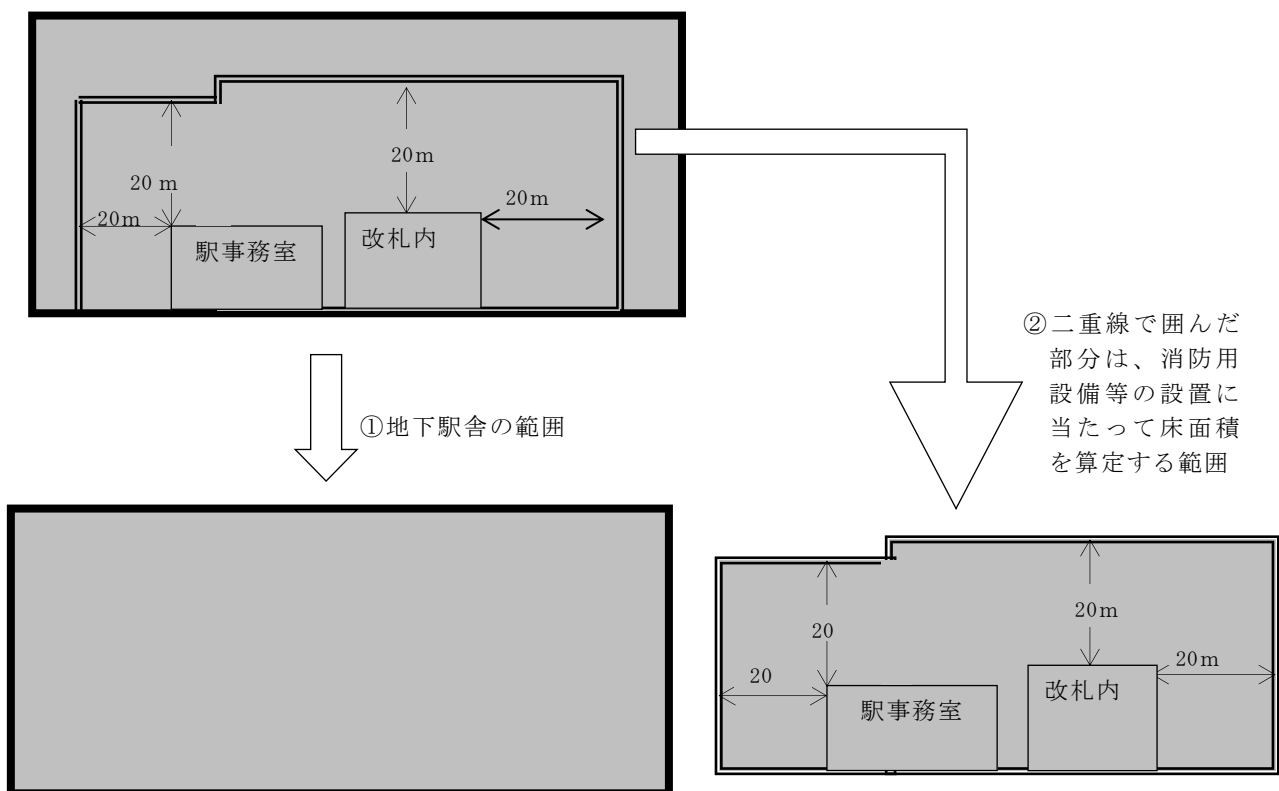 20m
20m
20 m
20m
駅事務室
改札内
①地下駅舎の範囲
②二重線で囲んだ
部分は、消防用
設備等の設置に
当たって床面積
を算定する範囲
20m
20
20m
20
駅事務室
改札内